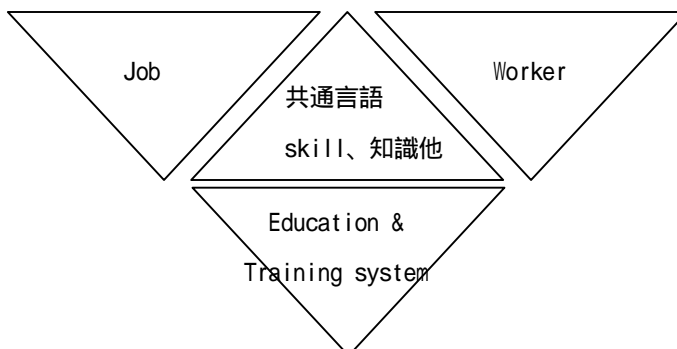 Job
Worker
共通言語
skill、知識他
Education &
Training system